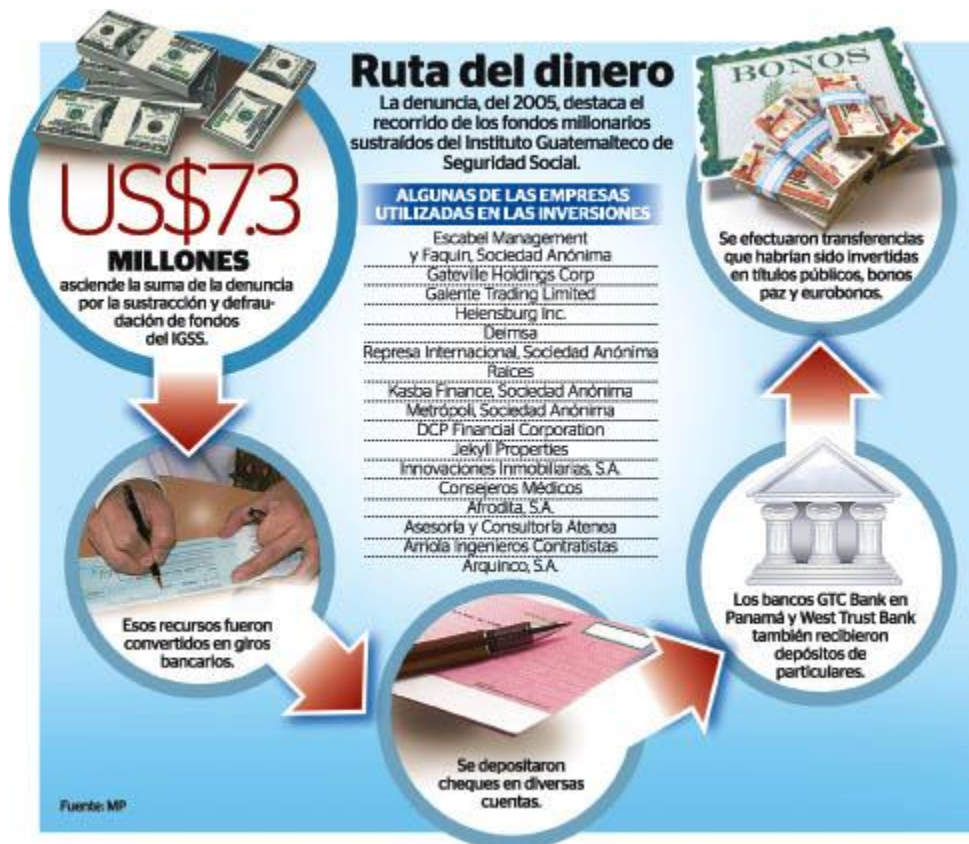 Ruta del dinero
La denuncia, del 2005, destaca el
recorrido de los fondos millonarios
sustraídos del Instituto Guatemalteco de
Seguridad Social.
US$7.3
MILLONES
asciende la suma de la denuncia
por la sustracción y defrau-
dación de fondos
del IGSS.
ALGUNAS DE LAS EMPRESAS
UTILIZADAS EN LAS INVERSIONES
Escabel Management
y Faquin, Sociedad Anónima
Gateville Holdings Corp
Galente Trading Limited
Helensburg Inc.
Deimsa
Represa Internacional, Sociedad Anónima
Raíces
Kasba Finance, Sociedad Anónima
Metrópoli, Sociedad Anónima
DCP Financial Corporation
Jekyll Properties
Innovaciones Inmobiliarias, S.A.
Consejeros Médicos
Afrodita, S.A.
Asesoría y Consultoría Atenea
Arriola Ingenieros Contratistas
Arquinco, S.A.
Esos recursos fueron
convertidos en giros
bancarios.
Se depositaron
cheques en diversas
cuentas.
Los bancos GTC Bank en
Panamá y West Trust Bank
también recibieron
depósitos de
particulares.
BONOS
Se efectuaron transferencias
que habrían sido invertidas
en títulos públicos, bonos
paz y eurobonos.
Fuente: MP